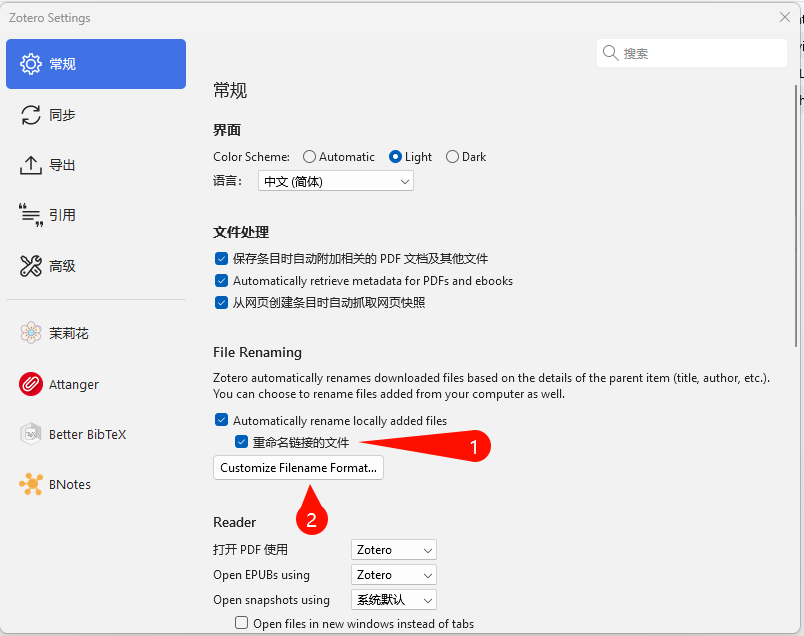 Zotero Settings
常规
同步
导出
引用
高级
茉莉花
Attanger
Better BibTeX
BNotes
搜索
常规
界面
Color Scheme: Automatic Light Dark
语言： 中文 (简体)
文件处理
保存条目时自动附加相关的 PDF 文档及其他文件
Automatically retrieve metadata for PDFs and ebooks
从网页创建条目时自动抓取网页快照
File Renaming
Zotero automatically renames downloaded files based on the details of the parent item (title, author, etc.).
You can choose to rename files added from your computer as well.
Automatically rename locally added files
重命名链接的文件 1
Customize Filename Format...
2
Reader
打开 PDF 使用 Zotero
Open EPUBs using Zotero
Open snapshots using 系统默认
Open files in new windows instead of tabs